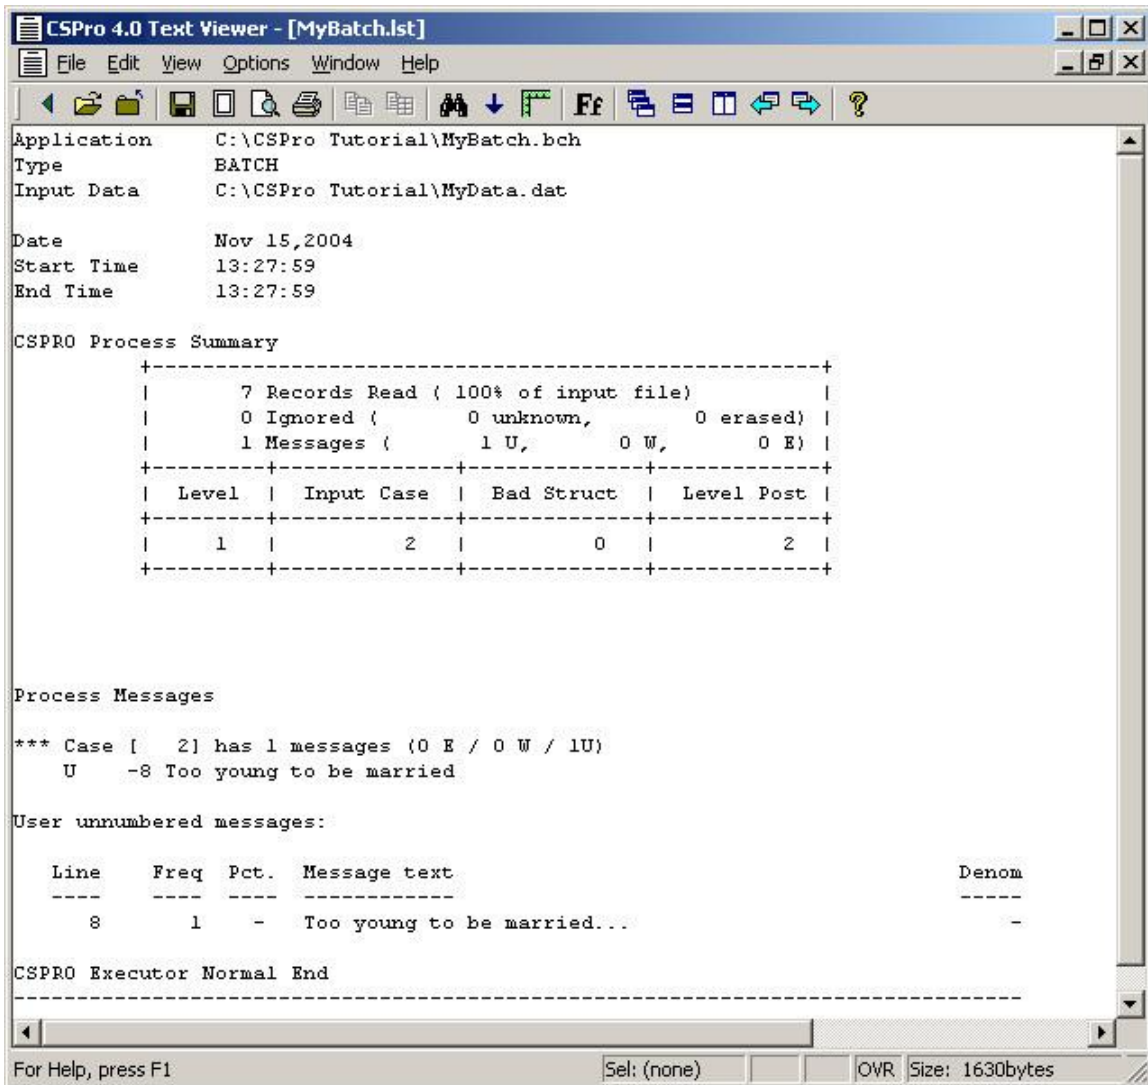 CSPro 4.0 Text Viewer - [MyBatch.lst]
File Edit View Options Window Help
Ff
Application C:\CSPro Tutorial\MyBatch.bch
Type BATCH
Input Data C:\CSPro Tutorial\MyData.dat
Date Nov 15,2004
Start Time 13:27:59
End Time 13:27:59
CSPRO Process Summary
+-----------------------------------------------------+
| 7 Records Read ( 100% of input file) |
| 0 Ignored ( 0 unknown, 0 erased) |
| 1 Messages ( 1 U, 0 W, 0 E) |
+---------+--------------+--------------+-------------+
| Level | Input Case | Bad Struct | Level Post |
+---------+--------------+--------------+-------------+
| 1 | 2 | 0 | 2 |
+---------+--------------+--------------+-------------+
Process Messages
*** Case [ 2] has 1 messages (0 E / 0 W / 1U)
U -8 Too young to be married
User unnumbered messages:
Line Freq Pct. Message text Denom
---- ---- ---- ------------ -----
8 1 - Too young to be married... -
CSPRO Executor Normal End
--------------------------------------------------------------------------------
For Help, press F1 Sel: (none) OVR Size: 1630bytes